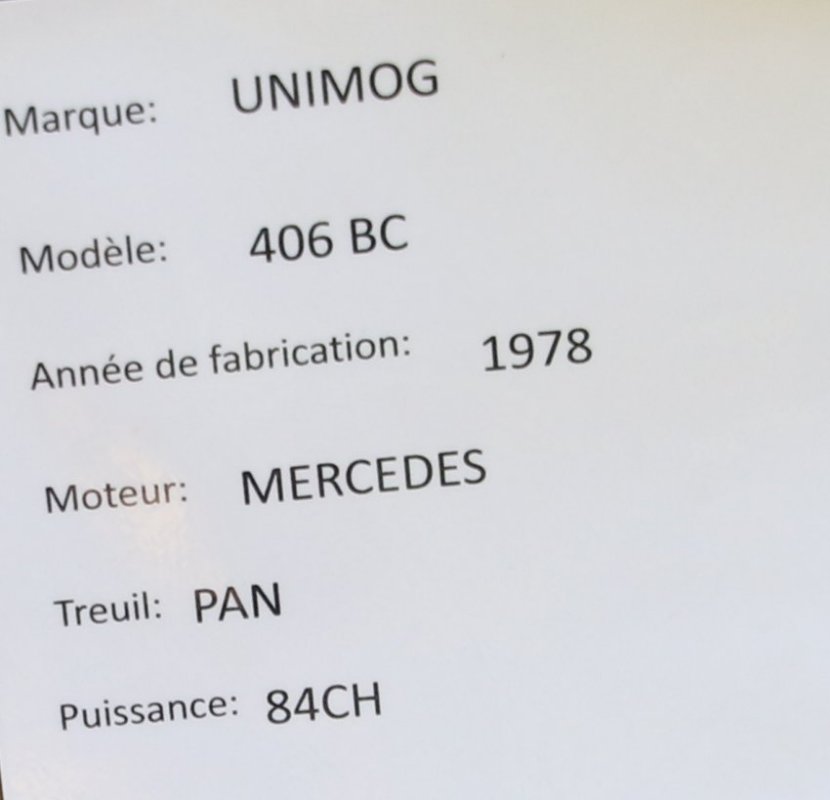 Marque: UNIMOG
Modèle: 406 BC
Année de fabrication: 1978
Moteur: MERCEDES
Treuil: PAN
Puissance: 84CH